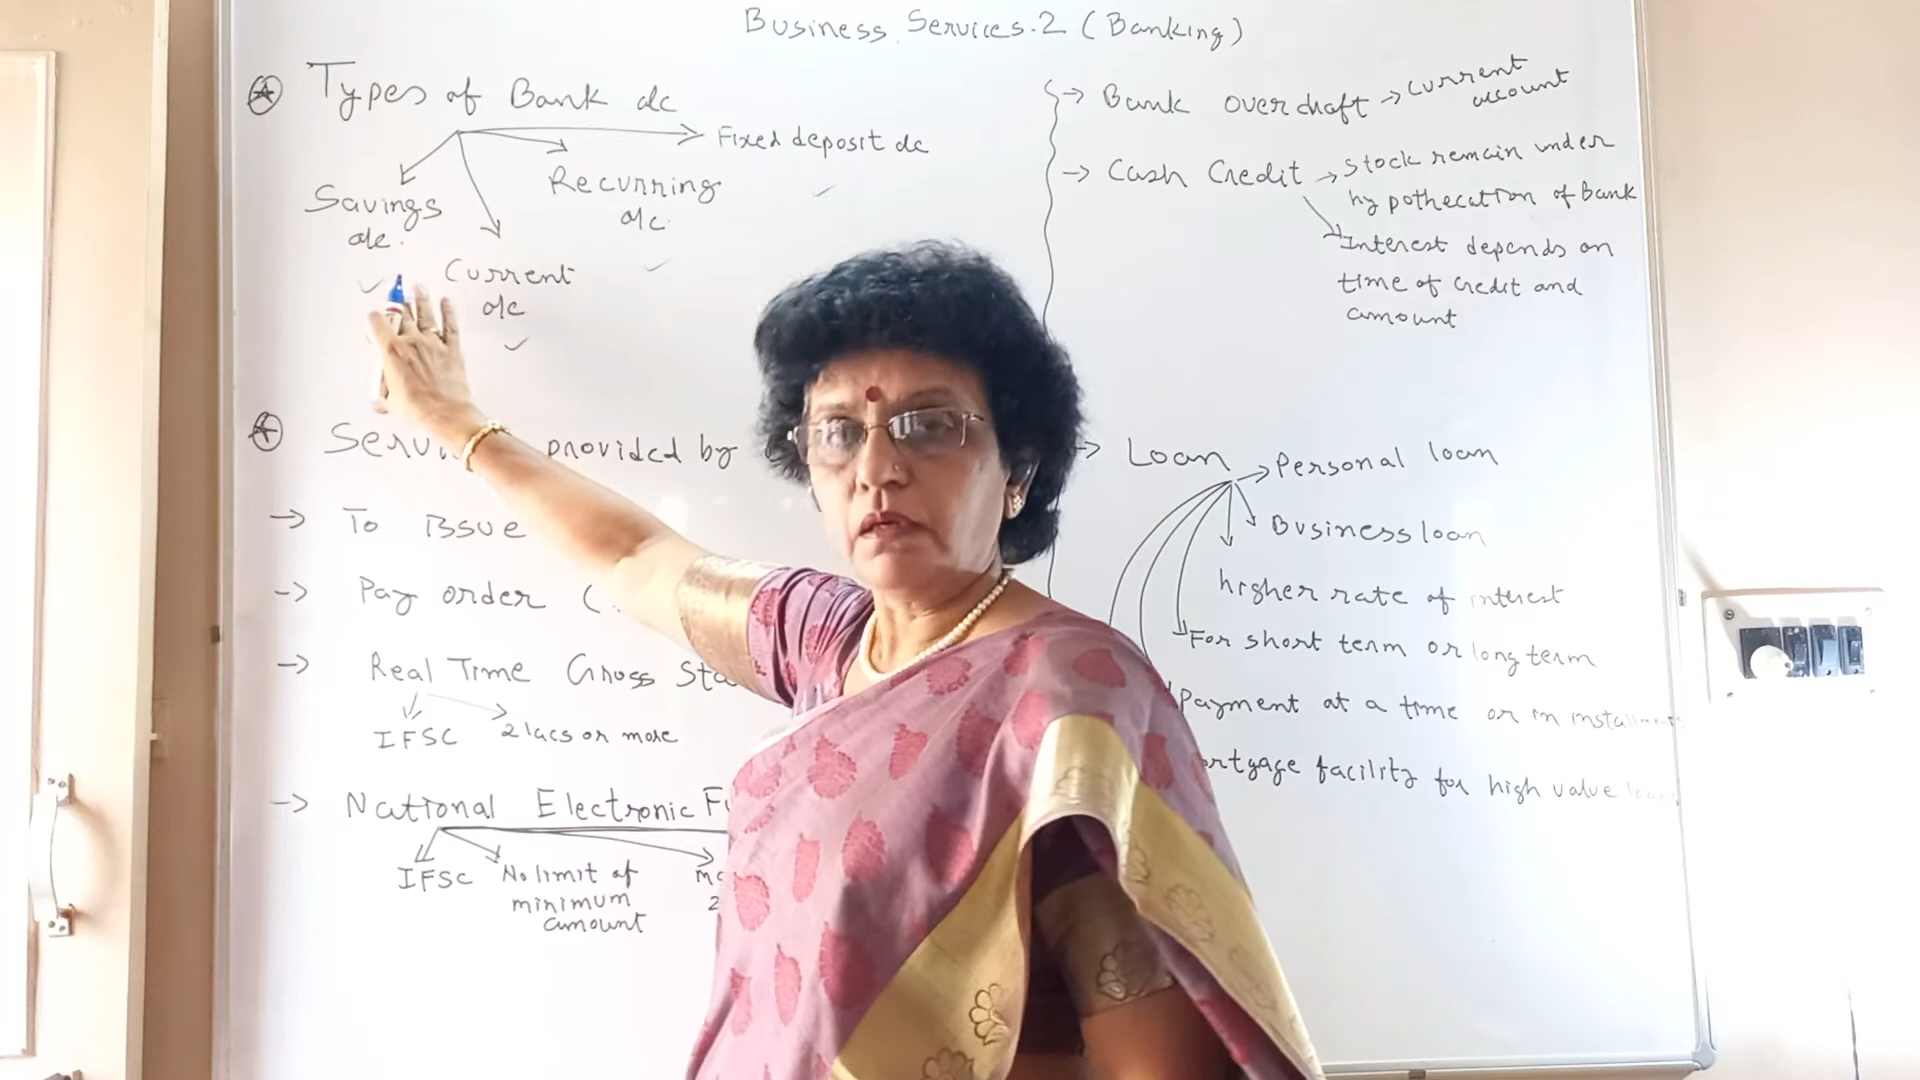 Business Services.2 (Banking)
Types of Bank a/c
Fixed deposit a/c
Recurring
a/c.
Savings
a/c.
Current
a/c
provided by
→ To Issue
→ Pay order (
→ Real Time Gross
IFSC
2 lacs or more
→ National Electronic
IFSC
No limit of
minimum
amount
→ Bank overdraft → current
account
→ Cash Credit → Stock remain under
hypothecation of Bank
Interest depends on
time of credit and
amount
Loan → Personal loan
Business loan
higher rate of interest
For short term or long term
Payment at a time or in
facility for high value